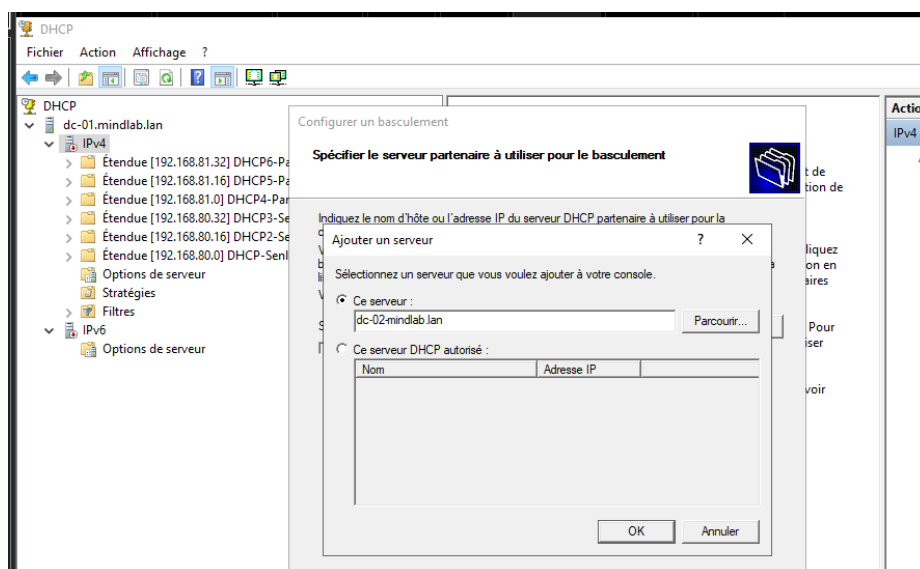 DHCP
Fichier Action Affichage ?
DHCP
dc-01.mindlab.lan
IPv4
Étendue [192.168.81.32] DHCP6-Pa
Étendue [192.168.81.16] DHCP5-Pa
Étendue [192.168.81.0] DHCP4-Par
Étendue [192.168.80.32] DHCP3-Se
Étendue [192.168.80.16] DHCP2-Se
Étendue [192.168.80.0] DHCP-SenI
Options de serveur
Stratégies
Filtres
IPv6
Options de serveur
Configurer un basculement
Spécifier le serveur partenaire à utiliser pour le basculement
Indiquez le nom d'hôte ou l'adresse IP du serveur DHCP partenaire à utiliser pour la
Ajouter un serveur ?
Sélectionnez un serveur que vous voulez ajouter à votre console.
Ce serveur :
dc-02-mindlab.lan
Parcourir...
Ce serveur DHCP autorisé :
Nom Adresse IP
OK Annuler
t de
tion de
liquez
on en
aires
Pour
iser
voir
Actio
IPv4